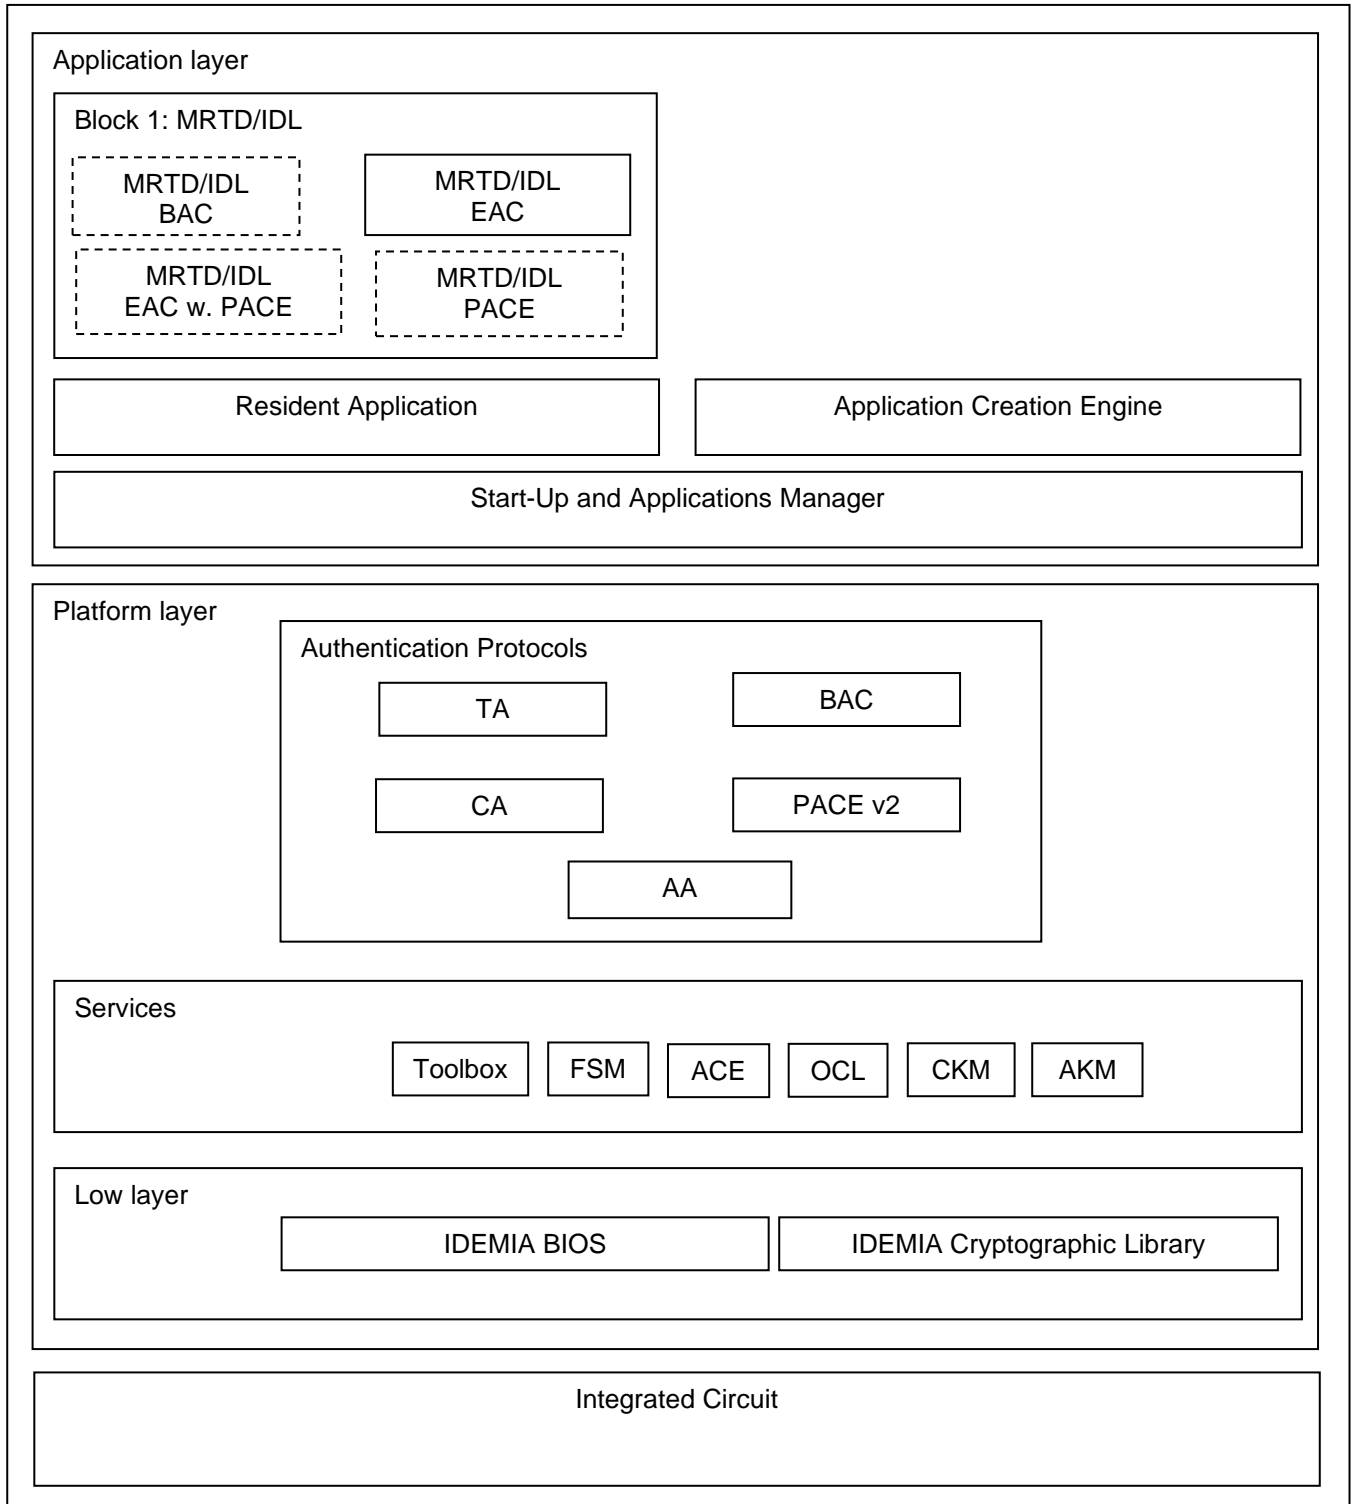 Application layer
Block 1: MRTD/IDL
MRTD/IDL
BAC
MRTD/IDL
EAC
MRTD/IDL
EAC w. PACE
MRTD/IDL
PACE
Resident Application
Application Creation Engine
Start-Up and Applications Manager
Platform layer
Authentication Protocols
TA
BAC
CA
PACE v2
AA
Services
Toolbox
FSM
ACE
OCL
CKM
AKM
Low layer
IDEMIA BIOS
IDEMIA Cryptographic Library
Integrated Circuit